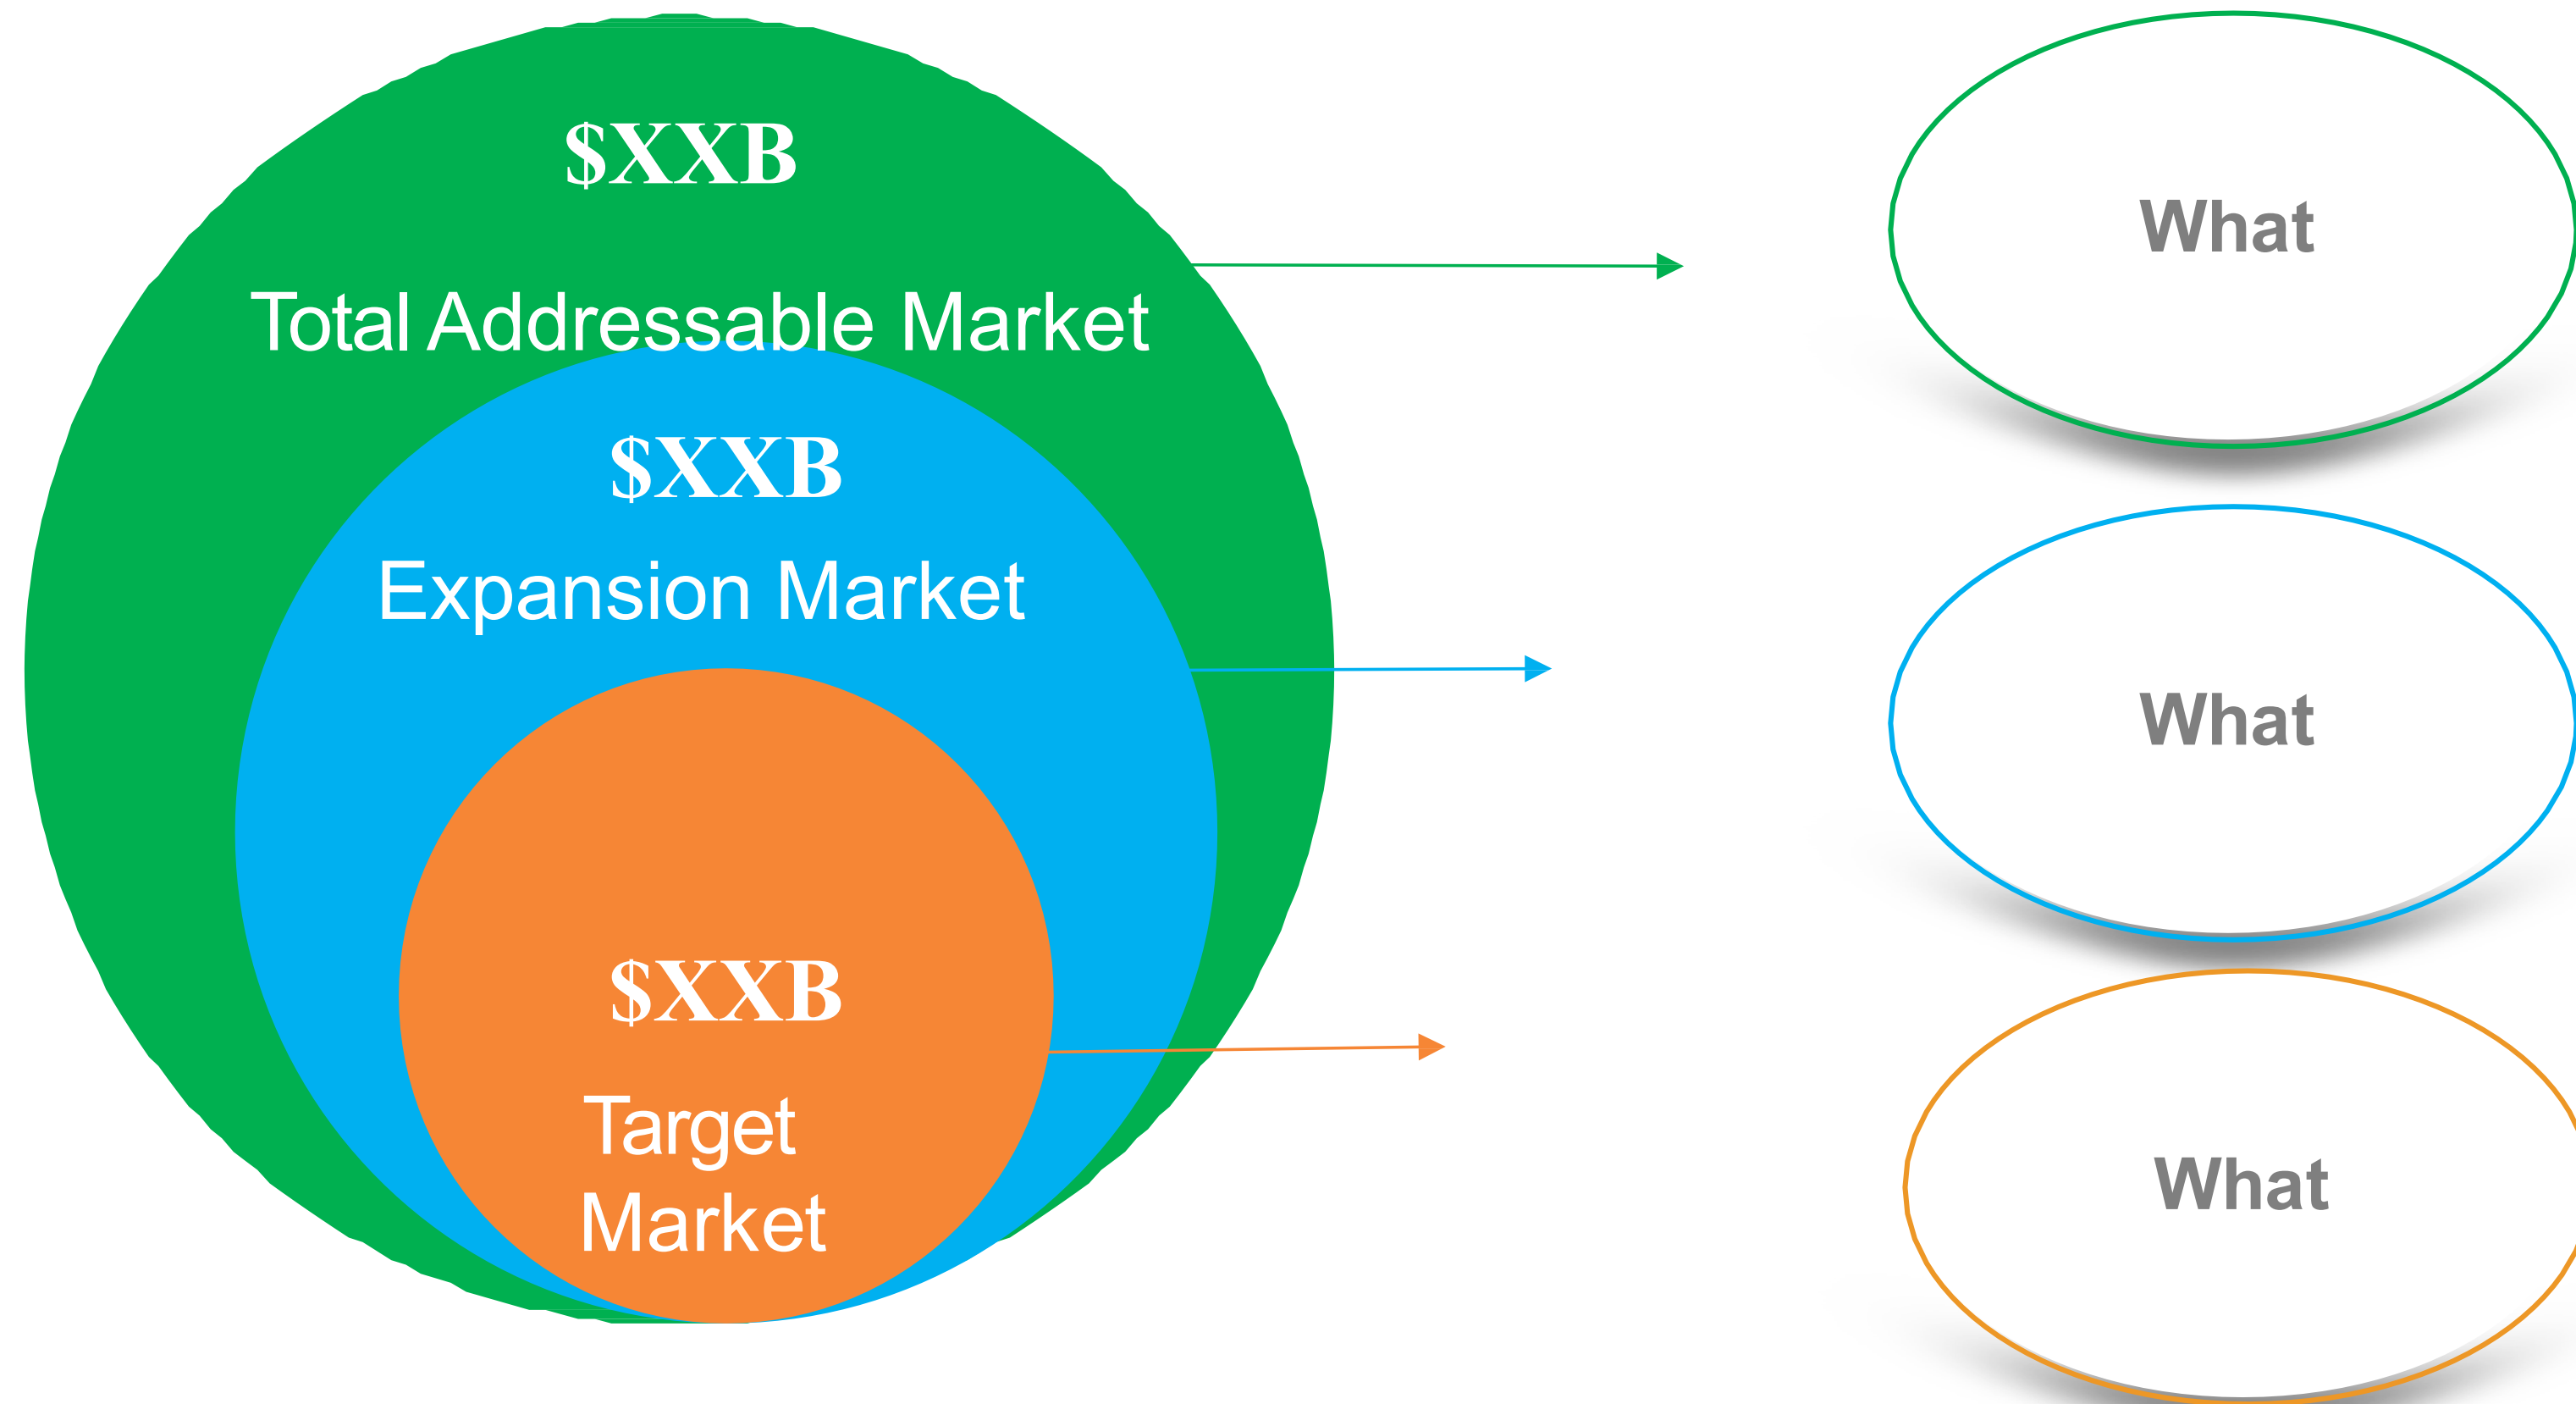 $XXB
Total Addressable Market
$XXB
Expansion Market
$XXB
Target
Market
What
What
What